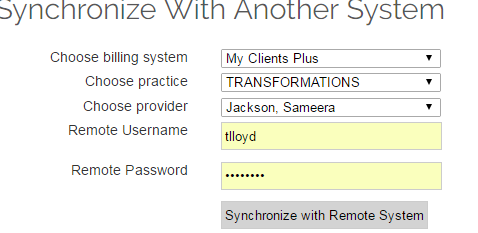 Synchronize With Another System
Choose billing system My Clients Plus
Choose practice TRANSFORMATIONS
Choose provider Jackson, Sameera
Remote Username tlloyd
Remote Password ••••••••
Synchronize with Remote System